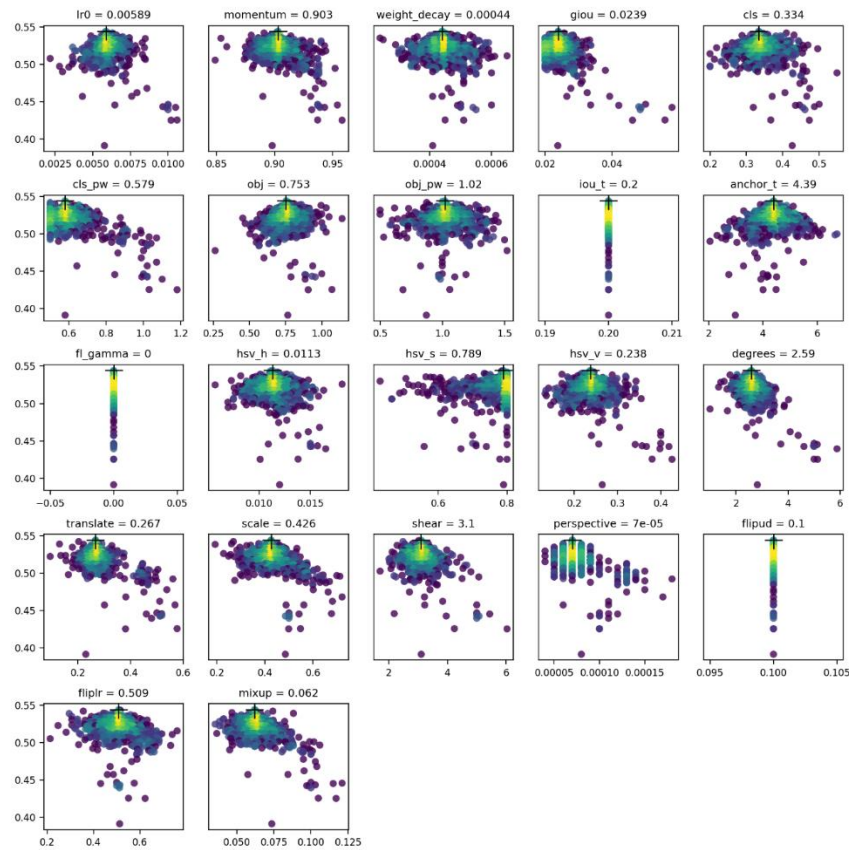 lr0 = 0.00589 momentum = 0.903 weight_decay = 0.00044 giou = 0.0239 cls = 0.334
0.55
0.50
0.45
0.40
0.0025 0.0050 0.0075 0.0100 0.85 0.90 0.95 0.0004 0.0006 0.02 0.04 0.2 0.3 0.4 0.5
cls_pw = 0.579 obj = 0.753 obj_pw = 1.02 iou_t = 0.2 anchor_t = 4.39
0.55
0.50
0.45
0.40
0.6 0.8 1.0 1.2 0.25 0.50 0.75 1.00 0.5 1.0 1.5 0.19 0.20 0.21 2 4 6
fl_gamma = 0 hsv_h = 0.0113 hsv_s = 0.789 hsv_v = 0.238 degrees = 2.59
0.55
0.50
0.45
0.40
−0.05 0.00 0.05 0.010 0.015 0.6 0.8 0.2 0.3 0.4 2 4 6
translate = 0.267 scale = 0.426 shear = 3.1 perspective = 7e-05 flipud = 0.1
0.55
0.50
0.45
0.40
0.2 0.4 0.6 0.2 0.4 0.6 2 4 6 0.00005 0.00010 0.00015 0.095 0.100 0.105
fliplr = 0.509 mixup = 0.062
0.55
0.50
0.45
0.40
0.2 0.4 0.6 0.050 0.075 0.100 0.125